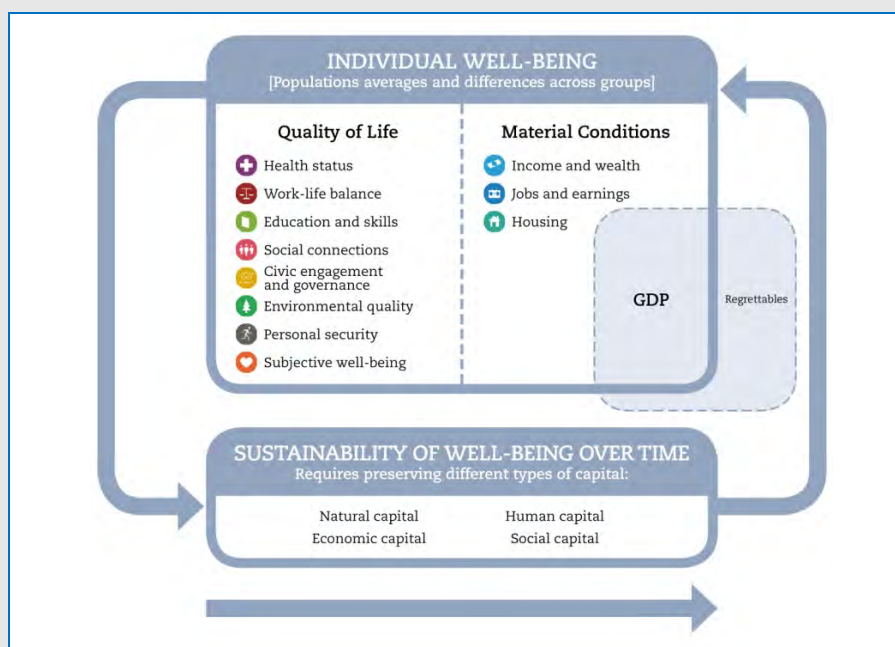 INDIVIDUAL WELL-BEING
[Populations averages and differences across groups]
Quality of Life
Health status
Work-life balance
Education and skills
Social connections
Civic engagement
and governance
Environmental quality
Personal security
Subjective well-being
Material Conditions
Income and wealth
Jobs and earnings
Housing
GDP
Regrettables
SUSTAINABILITY OF WELL-BEING OVER TIME
Requires preserving different types of capital:
Natural capital
Human capital
Economic capital
Social capital